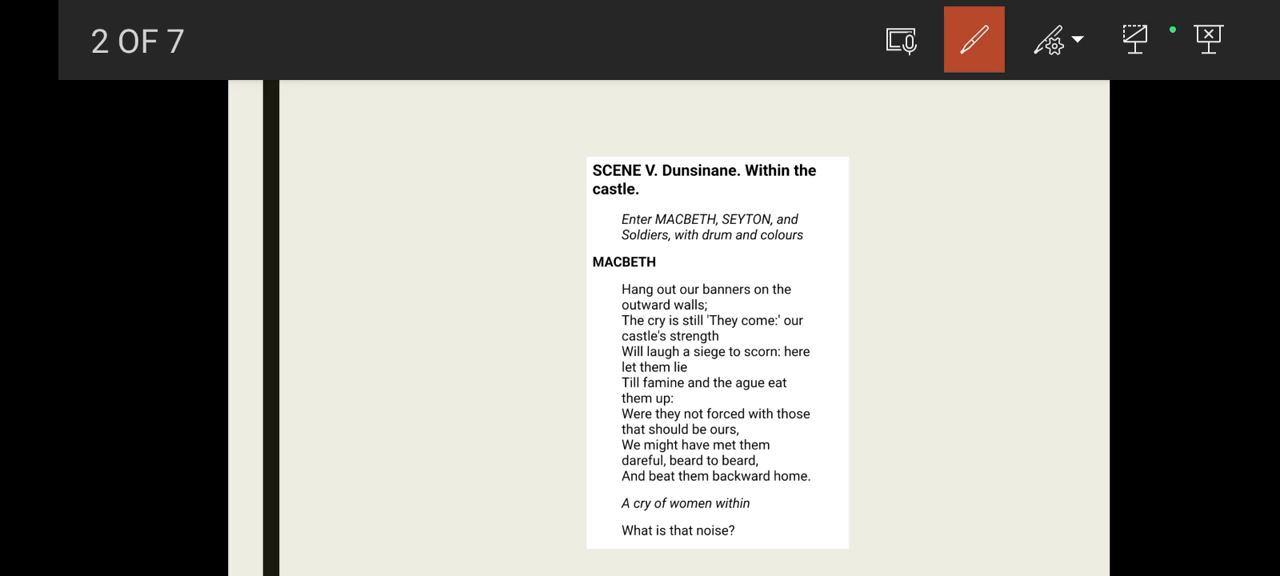 2 OF 7
SCENE V. Dunsinane. Within the
castle.
Enter MACBETH, SEYTON, and
Soldiers, with drum and colours
MACBETH
Hang out our banners on the
outward walls;
The cry is still 'They come:' our
castle's strength
Will laugh a siege to scorn: here
let them lie
Till famine and the ague eat
them up:
Were they not forced with those
that should be ours,
We might have met them
dareful, beard to beard,
And beat them backward home.
A cry of women within
What is that noise?